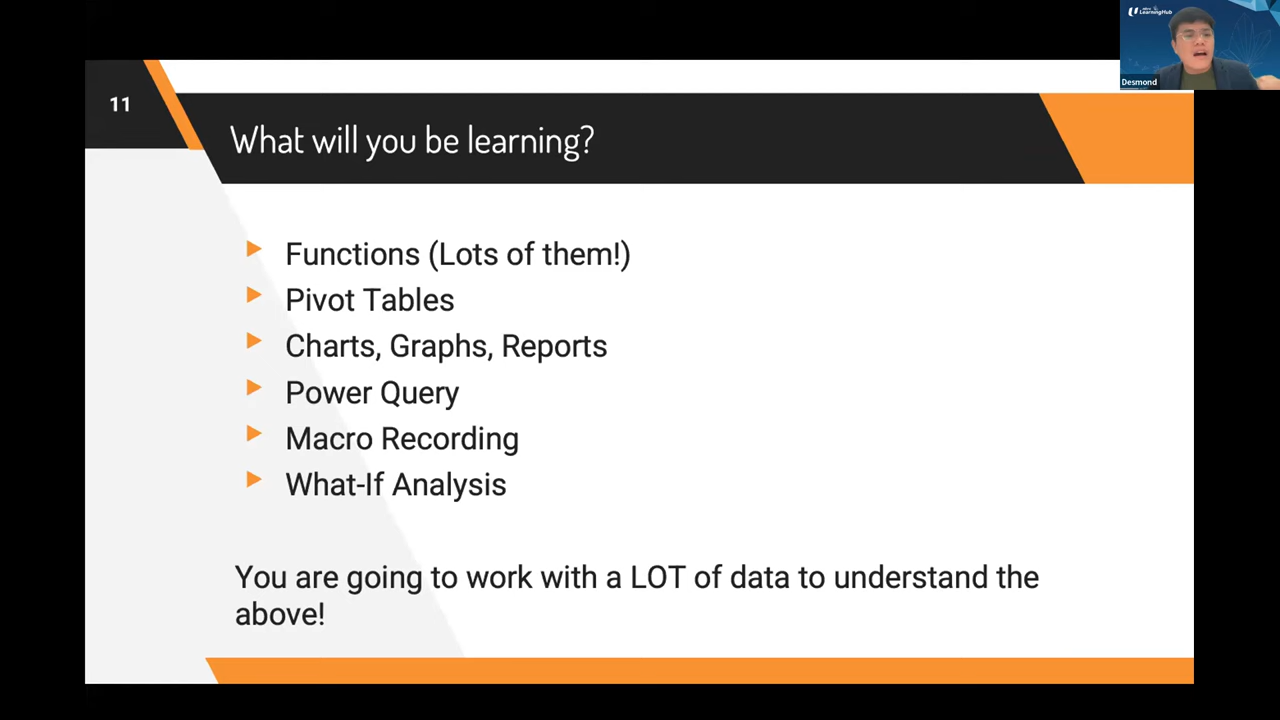 LearningHub
Desmond
11
What will you be learning?
Functions (Lots of them!)
Pivot Tables
Charts, Graphs, Reports
Power Query
Macro Recording
What-If Analysis
You are going to work with a LOT of data to understand the
above!